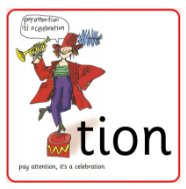 pay attention
it's a celebration
tion
pay attention, it's a celebration